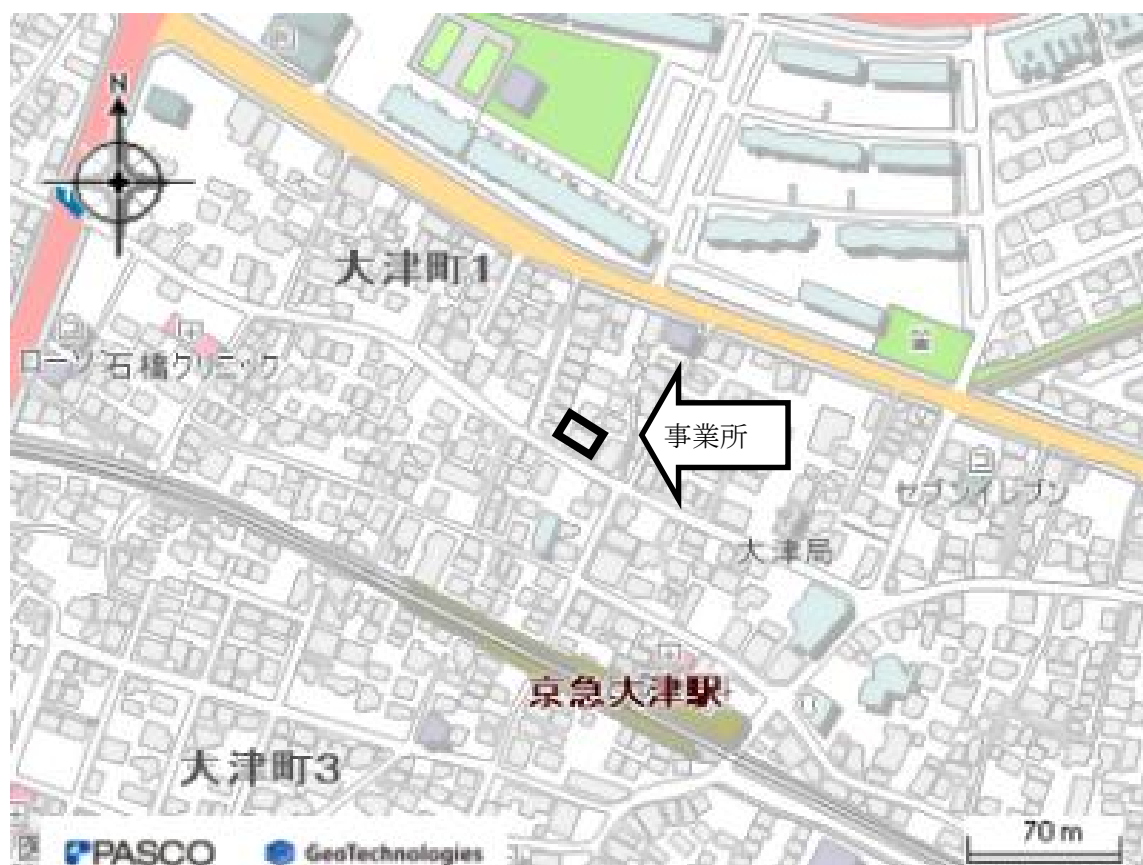 N
大津町1
ローソ
石橋クリニック
事業所
セブンイレブン
大津局
京急大津駅
大津町3
70m
PASCO
GeoTechnologies